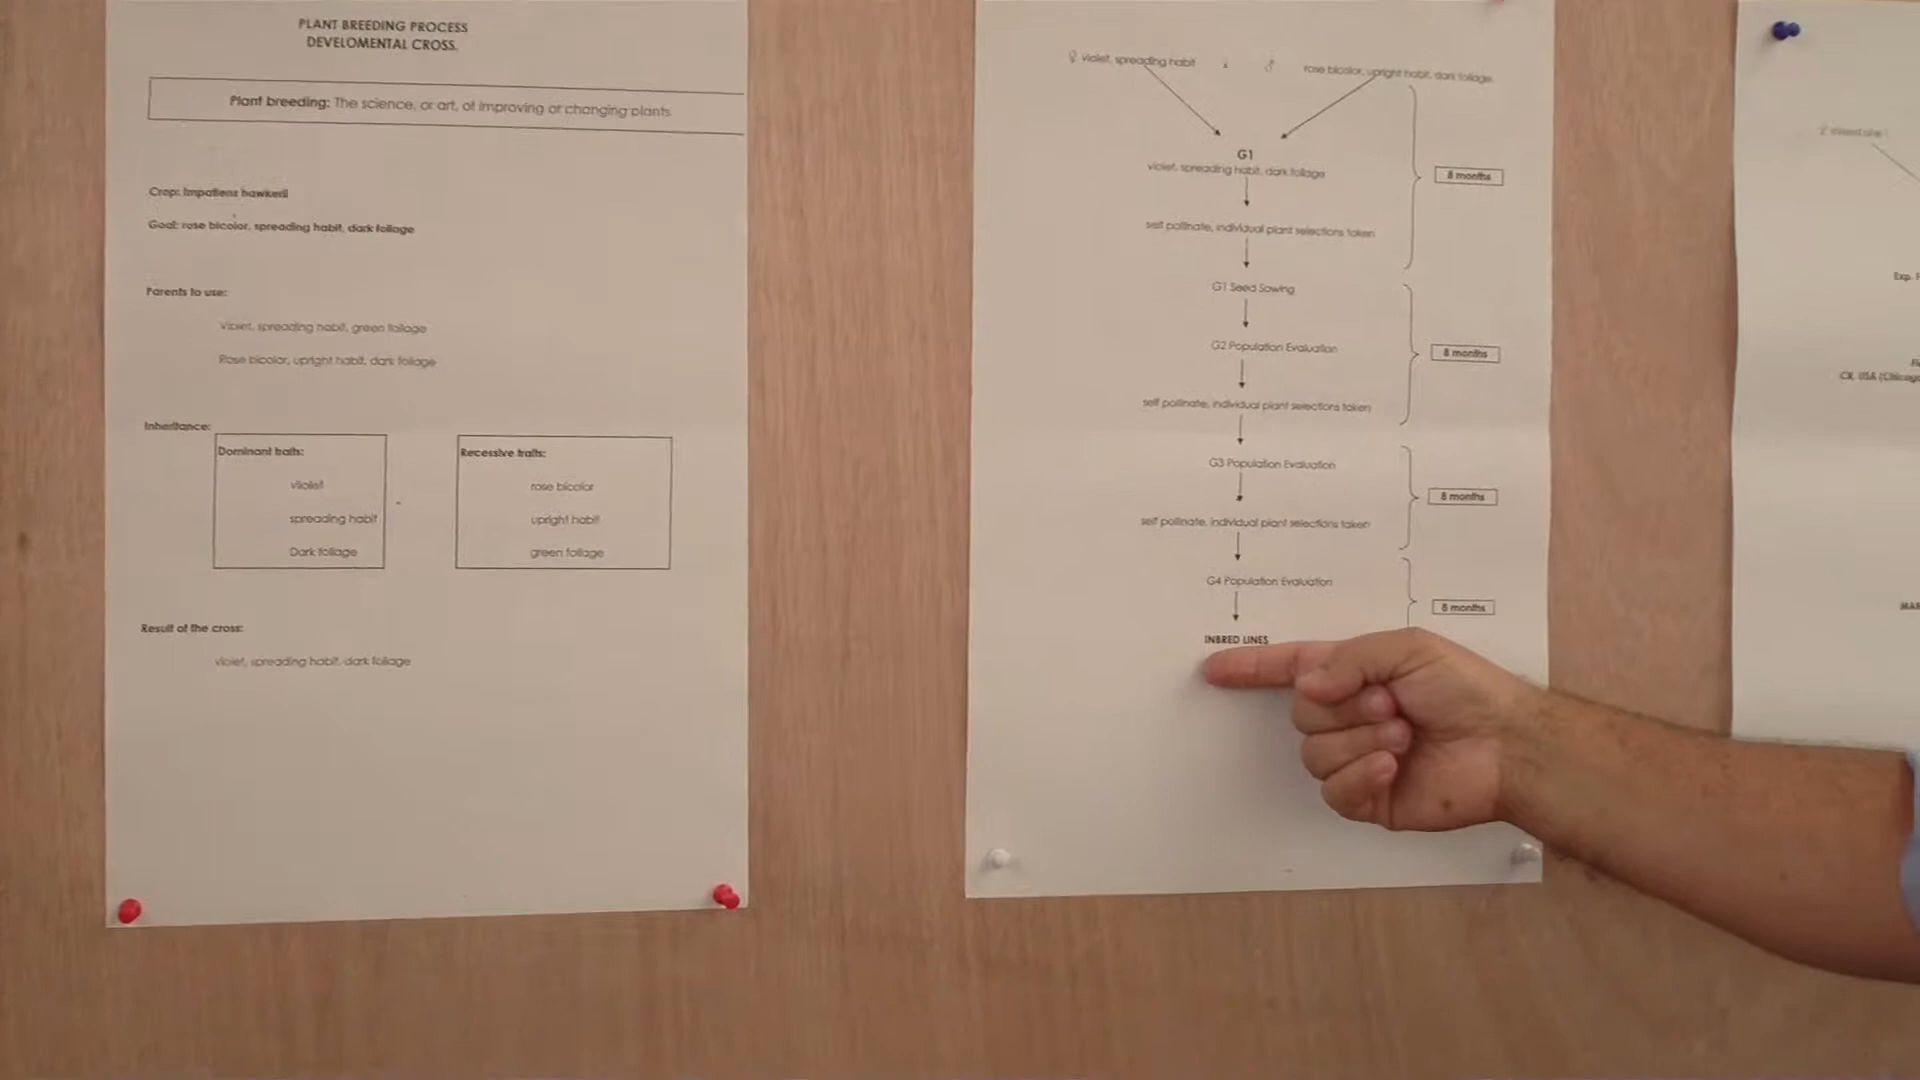 PLANT BREEDING PROCESS
DEVELOMENTAL CROSS.
Plant breeding: The science, or art, of improving or changing plants
Crop: Impatiens hawkerii
Goal: rose bicolor, spreading habit, dark foliage
Parents to use:
Violet, spreading habit, green foliage
Rose bicolor, upright habit, dark foliage
Inheritance:
Dominant traits:
violet
spreading habit
Dark foliage
Recessive traits:
rose bicolor
upright habit
green foliage
Result of the cross:
violet, spreading habit, dark foliage
♀ violet, spreading habit x ♂ rose bicolor, upright habit, dark foliage
G1
violet, spreading habit, dark foliage
8 months
self pollinate, individual plant selections taken
G1 Seed Sowing
G2 Population Evaluation
8 months
self pollinate, individual plant selections taken
G3 Population Evaluation
8 months
self pollinate, individual plant selections taken
G4 Population Evaluation
8 months
INBRED LINES
Exp.
CA, USA (Chicago